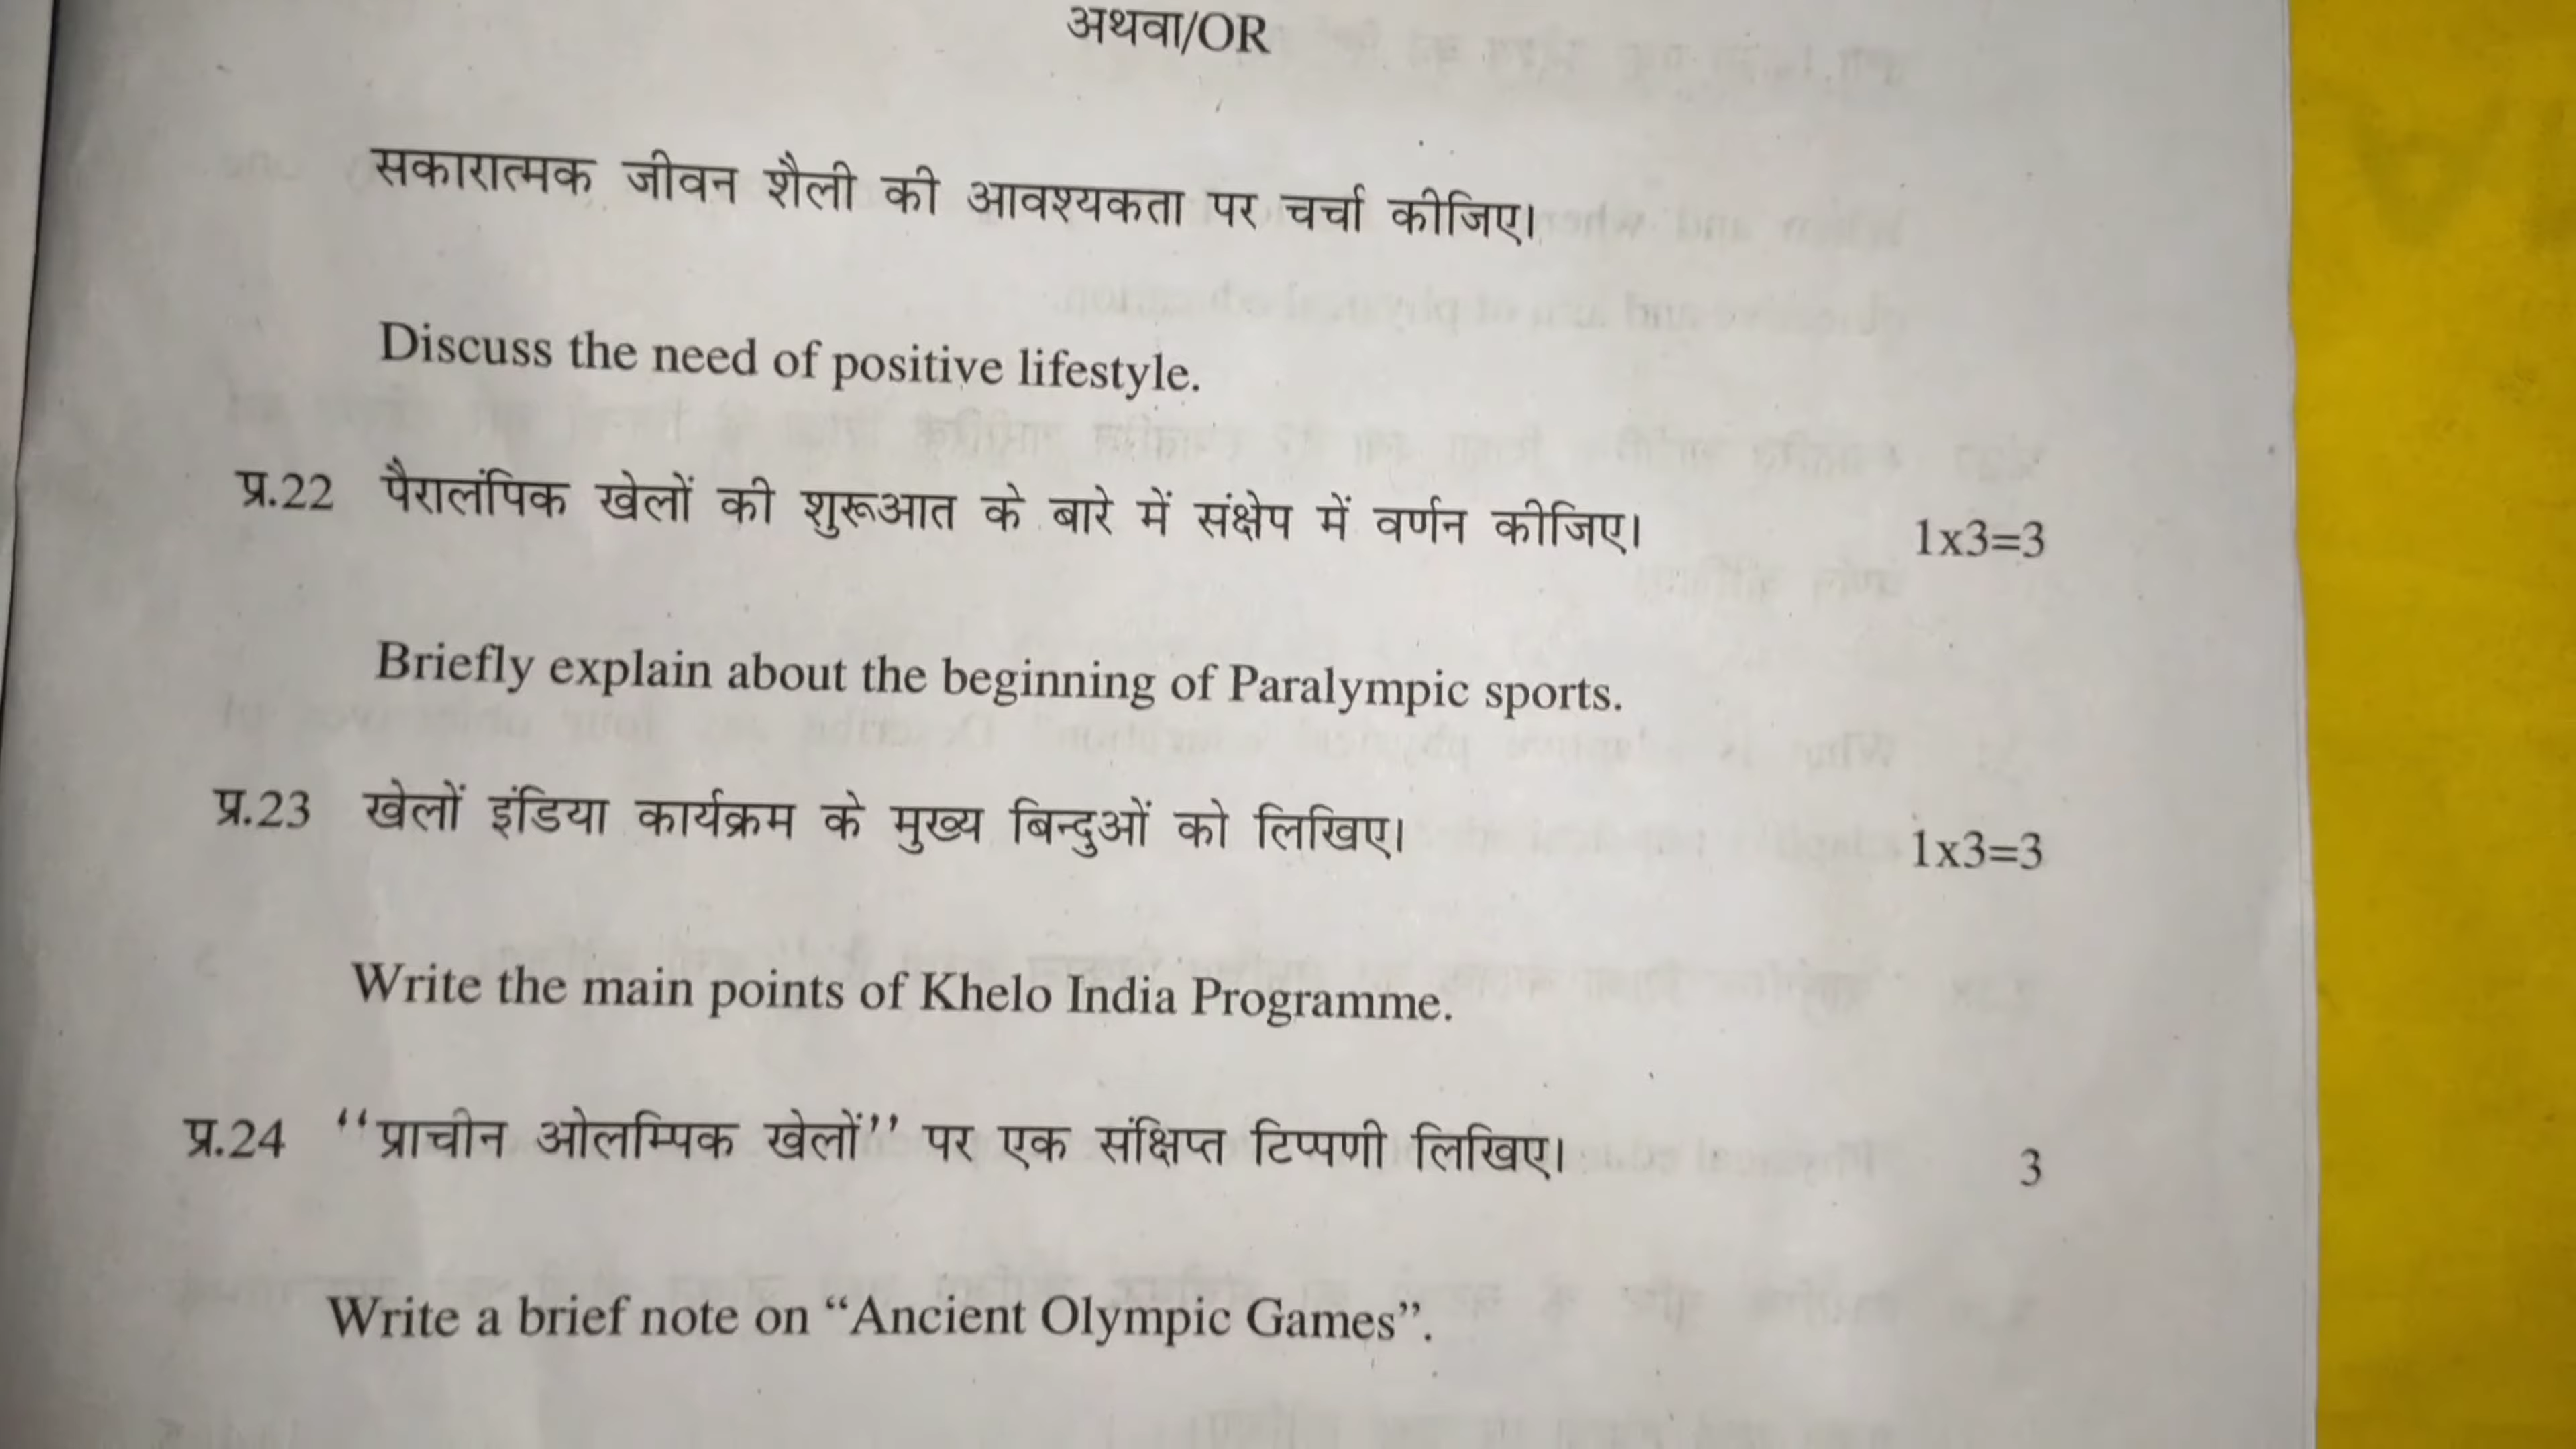 अथवा/OR
सकारात्मक जीवन शैली की आवश्यकता पर चर्चा कीजिए।
Discuss the need of positive lifestyle.
प्र.22 पैरालंपिक खेलों की शुरूआत के बारे में संक्षेप में वर्णन कीजिए। 1x3=3
Briefly explain about the beginning of Paralympic sports.
प्र.23 खेलों इंडिया कार्यक्रम के मुख्य बिन्दुओं को लिखिए। 1x3=3
Write the main points of Khelo India Programme.
प्र.24 “प्राचीन ओलम्पिक खेलों” पर एक संक्षिप्त टिप्पणी लिखिए। 3
Write a brief note on “Ancient Olympic Games”.